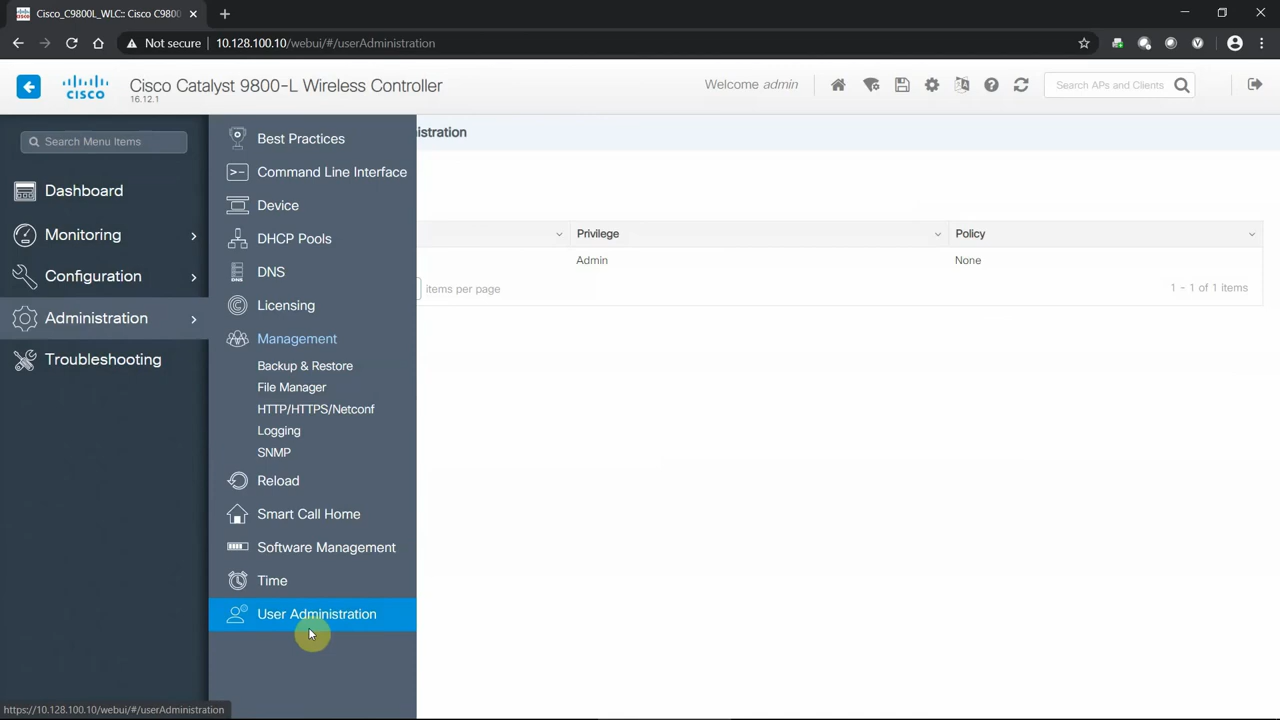 Cisco_C9800L_WLC:: Cisco C9800
Not secure
10.128.100.10/webui/#/userAdministration
CISCO
Cisco Catalyst 9800-L Wireless Controller
16.12.1
Welcome admin
Search APs and Clients
Search Menu Items
Dashboard
Monitoring
Configuration
Administration
Troubleshooting
Best Practices
Command Line Interface
Device
DHCP Pools
DNS
DNS
Licensing
Management
Backup & Restore
File Manager
HTTP/HTTPS/Netconf
Logging
SNMP
Reload
Smart Call Home
Software Management
Time
User Administration
istration
Privilege
Policy
Admin
None
items per page
1 - 1 of 1 items
https://10.128.100.10/webui/#/userAdministration